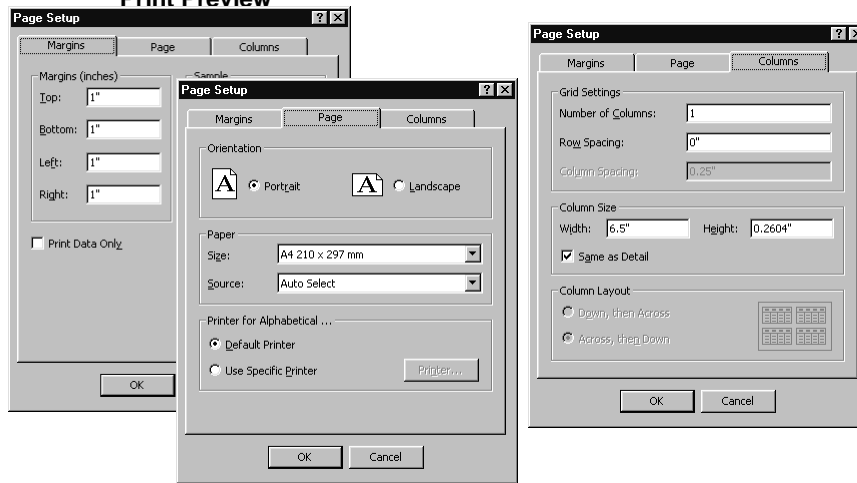 Print Preview
Page Setup
Margins Page Columns
Margins (inches)
Top: 1"
Bottom: 1"
Left: 1"
Right: 1"
Sample
Print Data Only
OK
Page Setup
Margins Page Columns
Orientation
A Portrait A Landscape
Paper
Size: A4 210 x 297 mm
Source: Auto Select
Printer for Alphabetical ...
Default Printer
Use Specific Printer Printer...
OK Cancel
Page Setup
Margins Page Columns
Grid Settings
Number of Columns: 1
Row Spacing: 0"
Column Spacing: 0.25"
Column Size
Width: 6.5" Height: 0.2604"
Same as Detail
Column Layout
Down, then Across
Across, then Down
OK Cancel